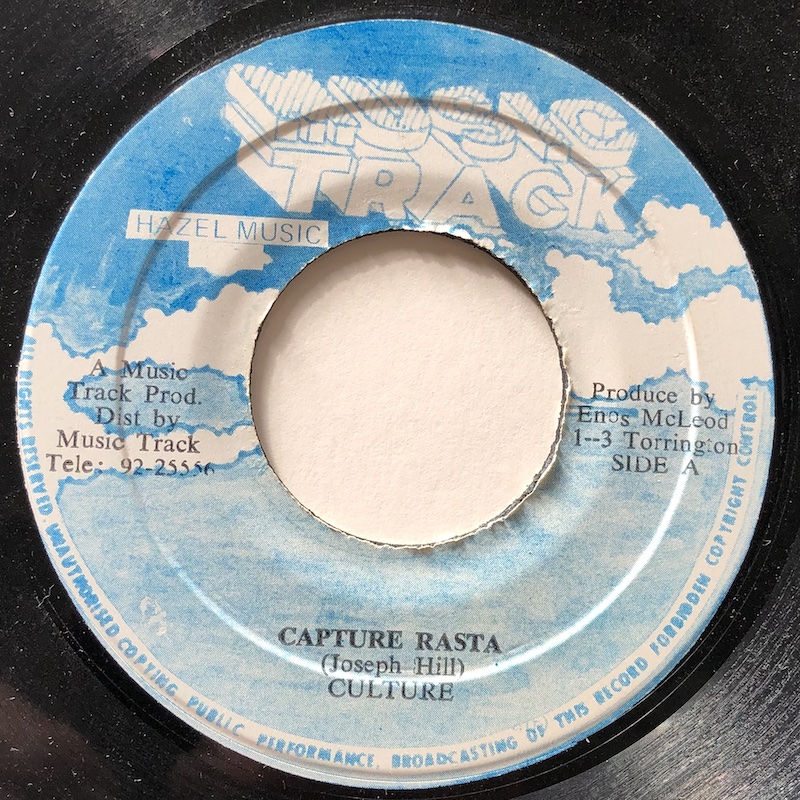 MUSIC
TRACK
HAZEL MUSIC
A Music
Track Prod.
Dist by
Music Track
Tele: 92-25556
Produce by
Enos McLeod
1--3 Torrington
SIDE A
CAPTURE RASTA
(Joseph Hill)
CULTURE
ALL RIGHTS RESERVED. UNAUTHORISED COPYING, PUBLIC PERFORMANCE, BROADCASTING OF THIS RECORD FORBIDDEN COPYRIGHT CONTROL